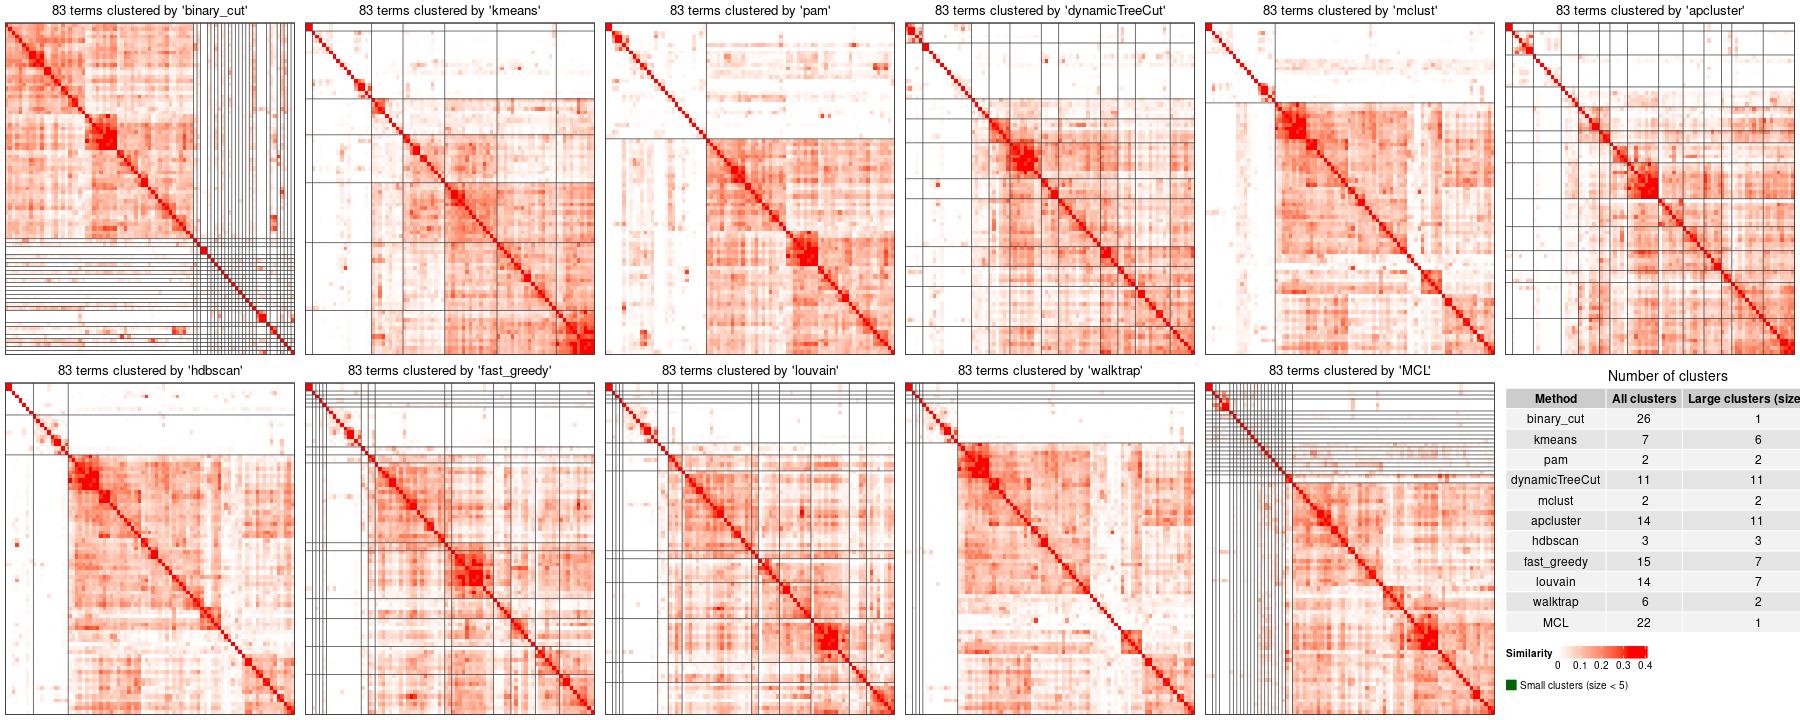 83 terms clustered by 'binary_cut'
83 terms clustered by 'kmeans'
83 terms clustered by 'pam'
83 terms clustered by 'dynamicTreeCut'
83 terms clustered by 'mclust'
83 terms clustered by 'apcluster'
83 terms clustered by 'hdbscan'
83 terms clustered by 'fast_greedy'
83 terms clustered by 'louvain'
83 terms clustered by 'walktrap'
83 terms clustered by 'MCL'
Number of clusters
Method All clusters Large clusters (size
binary_cut 26 1
kmeans 7 6
pam 2 2
dynamicTreeCut 11 11
mclust 2 2
apcluster 14 11
hdbscan 3 3
fast_greedy 15 7
louvain 14 7
walktrap 6 2
MCL 22 1
Similarity
0 0.1 0.2 0.3 0.4
Small clusters (size < 5)